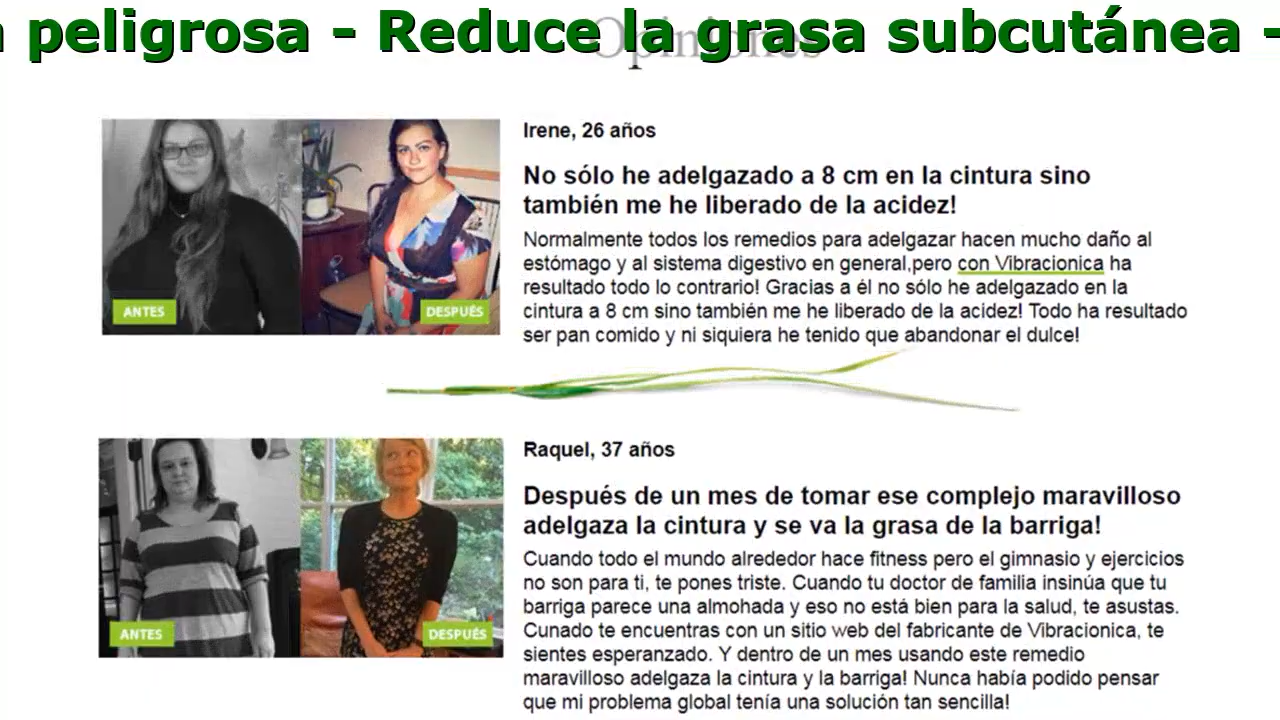 peligrosa - Reduce la grasa subcutánea -
Opiniones
Irene, 26 años
No sólo he adelgazado a 8 cm en la cintura sino
también me he liberado de la acidez!
Normalmente todos los remedios para adelgazar hacen mucho daño al
estómago y al sistema digestivo en general,pero con Vibracionica ha
resultado todo lo contrario! Gracias a él no sólo he adelgazado en la
cintura a 8 cm sino también me he liberado de la acidez! Todo ha resultado
ser pan comido y ni siquiera he tenido que abandonar el dulce!
ANTES
DESPUÉS
Raquel, 37 años
Después de un mes de tomar ese complejo maravilloso
adelgaza la cintura y se va la grasa de la barriga!
Cuando todo el mundo alrededor hace fitness pero el gimnasio y ejercicios
no son para ti, te pones triste. Cuando tu doctor de familia insinúa que tu
barriga parece una almohada y eso no está bien para la salud, te asustas.
Cunado te encuentras con un sitio web del fabricante de Vibracionica, te
sientes esperanzado. Y dentro de un mes usando este remedio
maravilloso adelgaza la cintura y la barriga! Nunca había podido pensar
que mi problema global tenía una solución tan sencilla!
ANTES
DESPUÉS